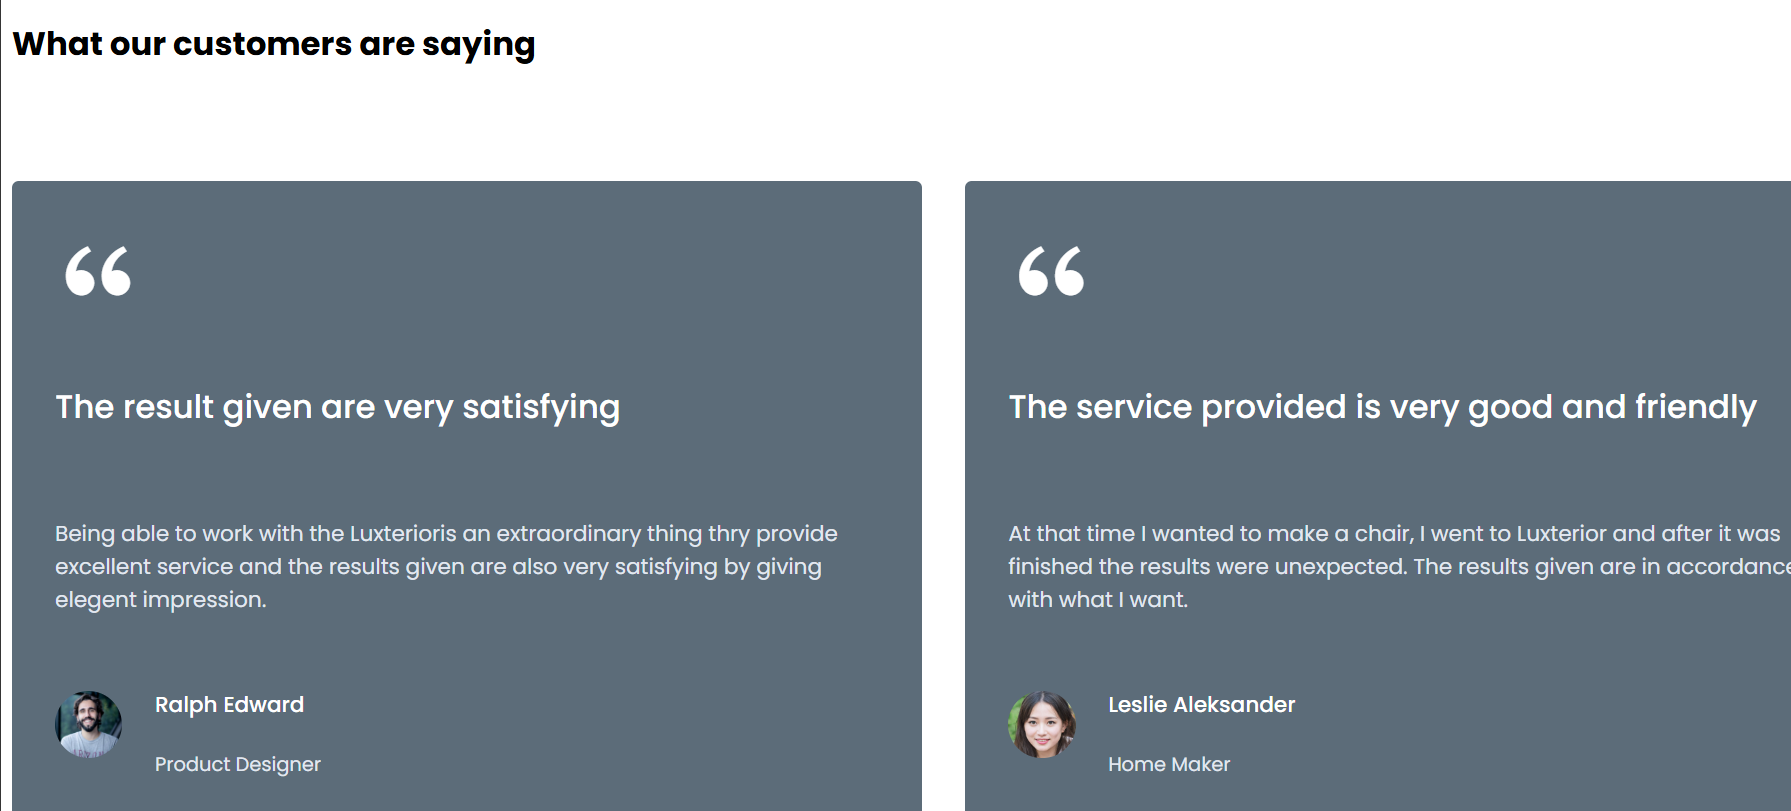 What our customers are saying
“
The result given are very satisfying
Being able to work with the Luxterioris an extraordinary thing thry provide
excellent service and the results given are also very satisfying by giving
elegent impression.
Ralph Edward
Product Designer
“
The service provided is very good and friendly
At that time I wanted to make a chair, I went to Luxterior and after it was
finished the results were unexpected. The results given are in accordance
with what I want.
Leslie Aleksander
Home Maker